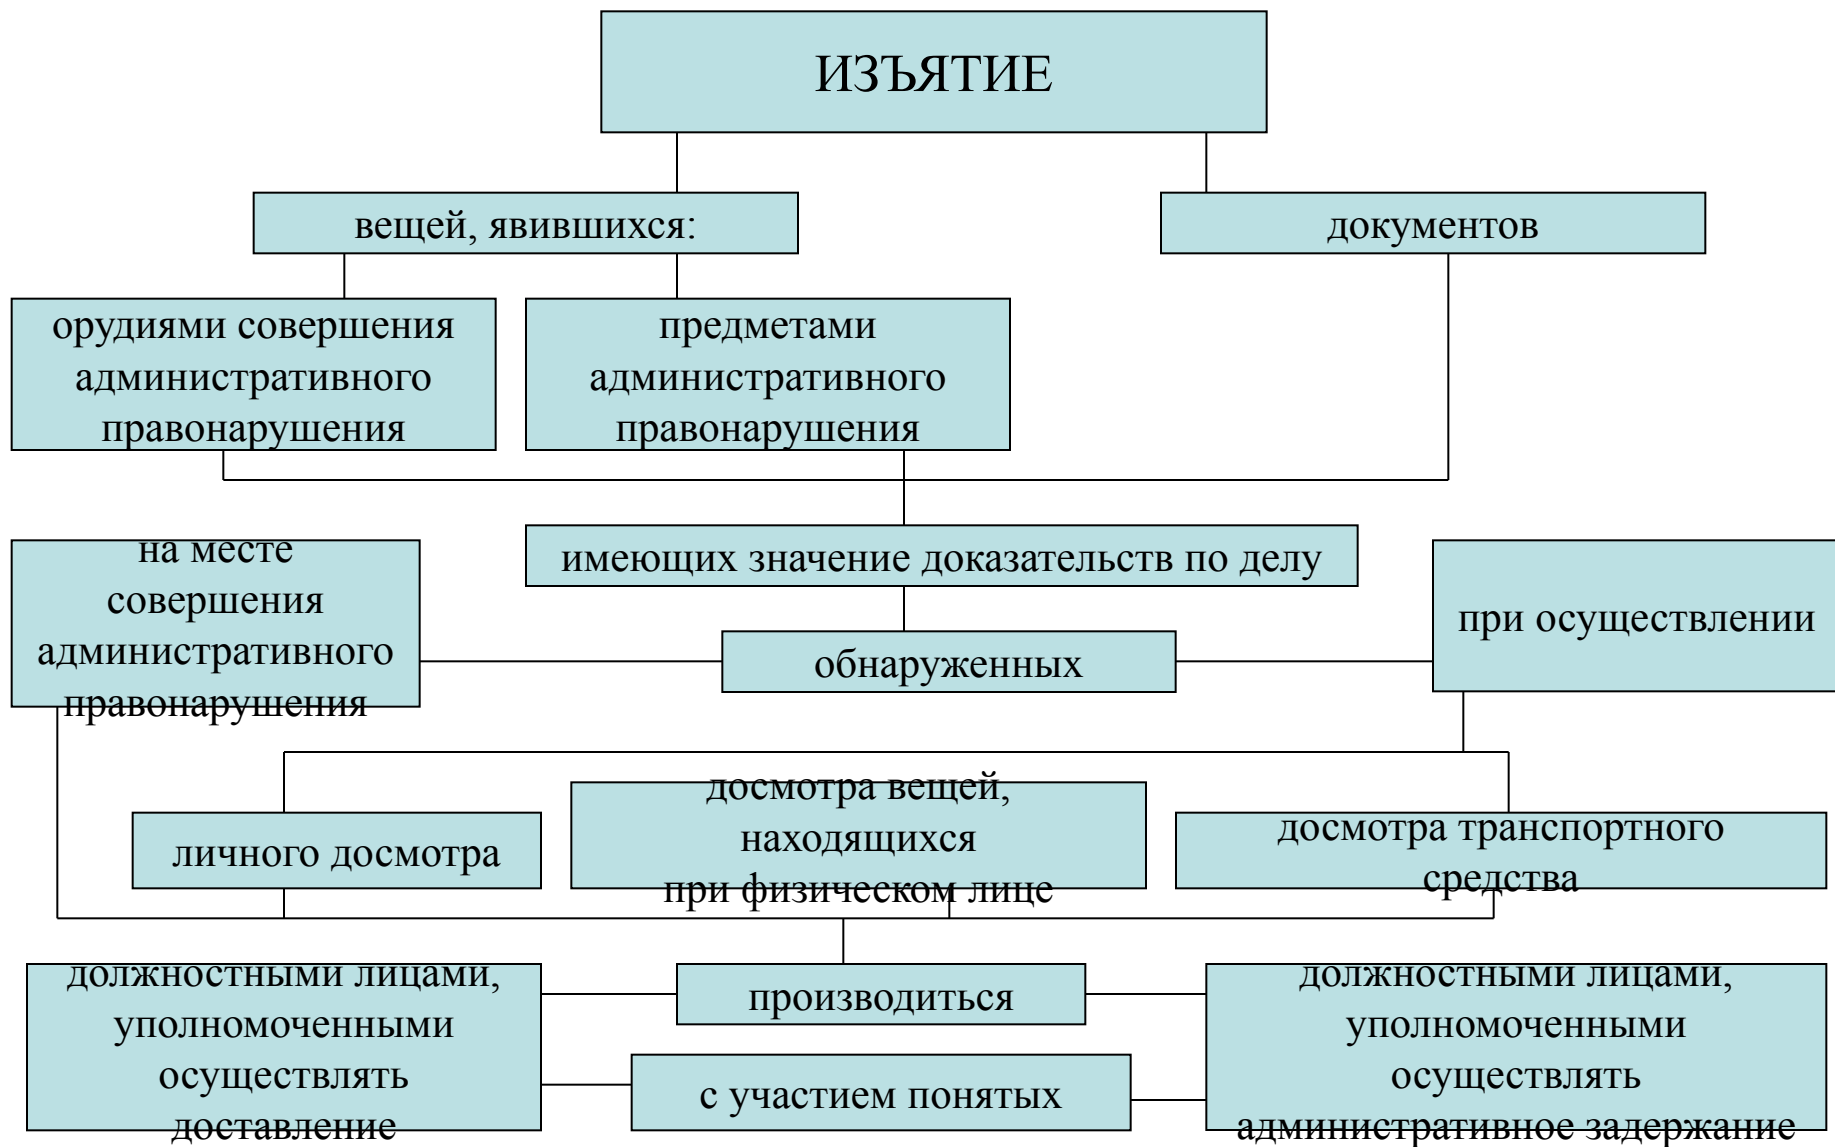 ИЗЪЯТИЕ
вещей, явившихся:
документов
орудиями совершения
административного
правонарушения
предметами
административного
правонарушения
имеющих значение доказательств по делу
на месте
совершения
административного
правонарушения
обнаруженных
при осуществлении
личного досмотра
досмотра вещей,
находящихся
при физическом лице
досмотра транспортного
средства
должностными лицами,
уполномоченными
осуществлять
доставление
производиться
с участием понятых
должностными лицами,
уполномоченными
осуществлять
административное задержание